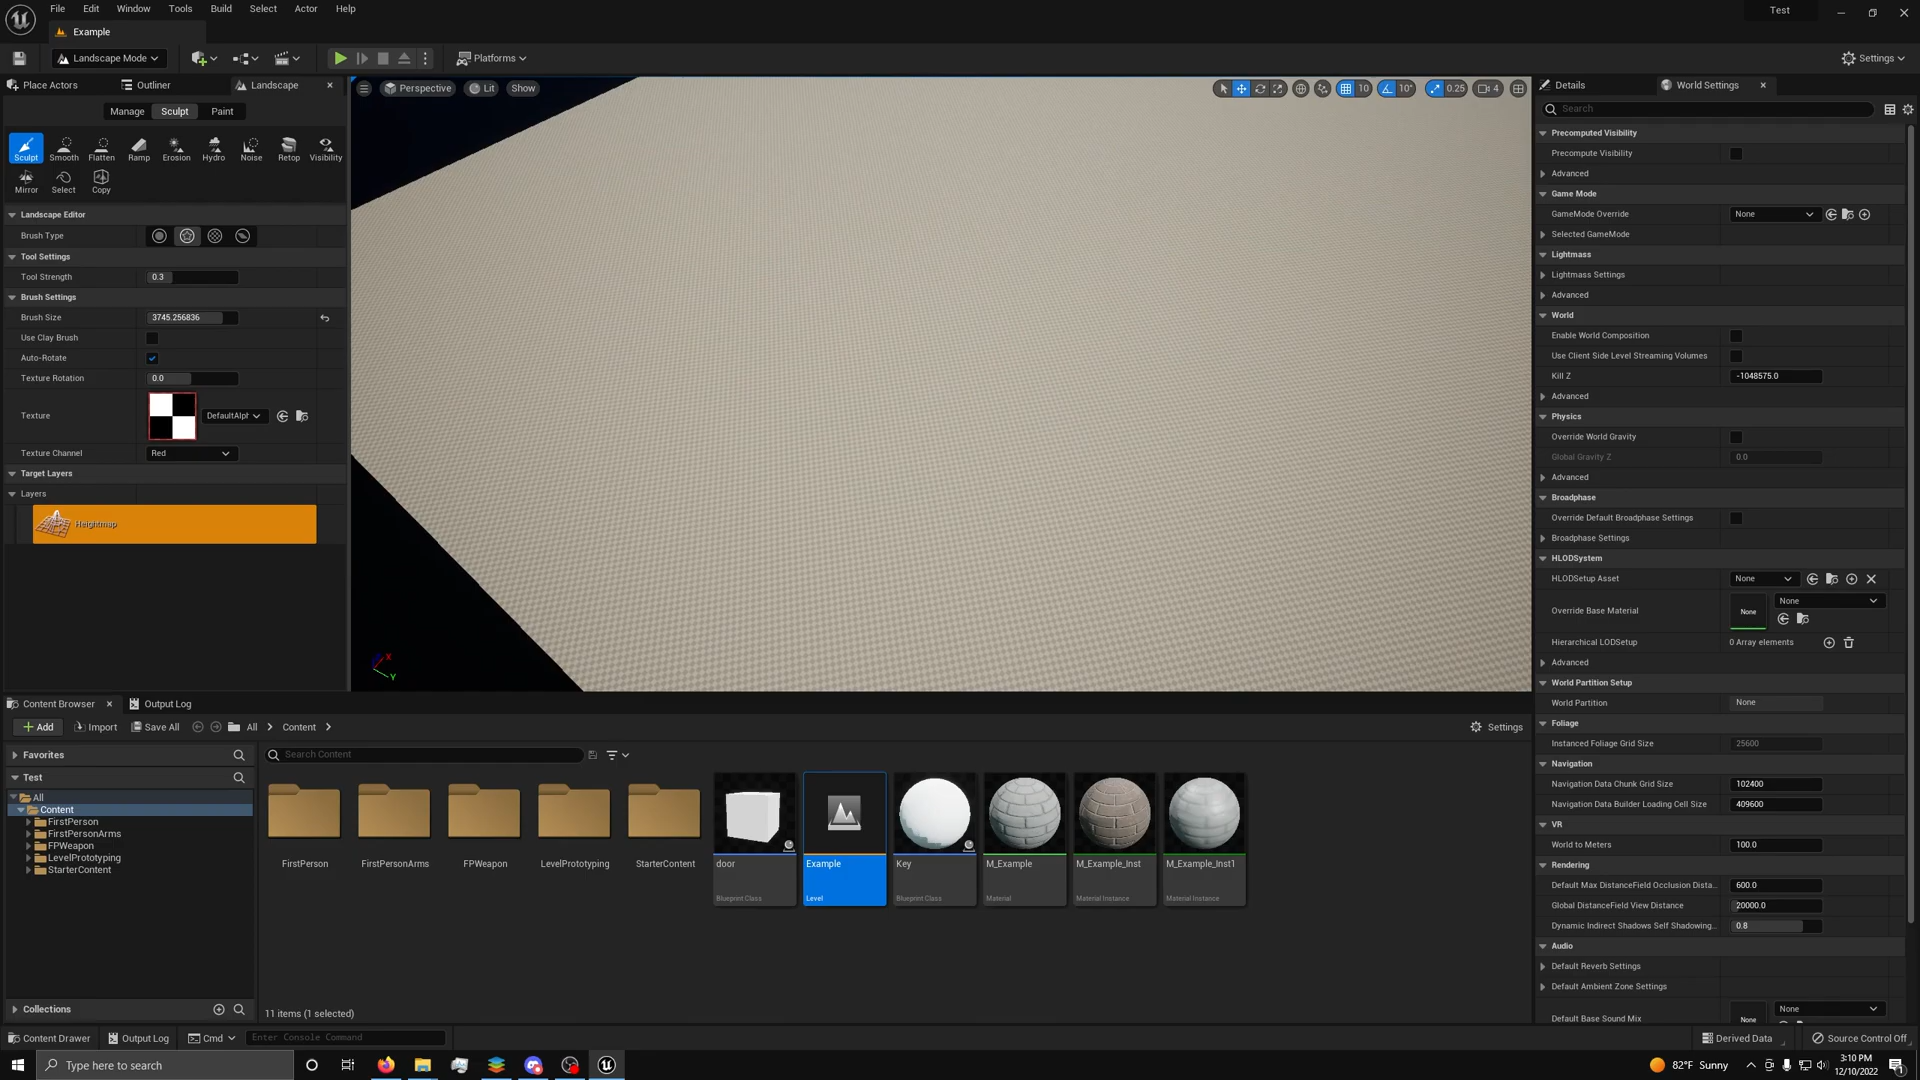 File Edit Window Tools Build Select Actor Help
Test
Example
Landscape Mode
Platforms
Settings
Place Actors Outliner Landscape
Perspective Lit Show
10 10° 0.25 4
Details World Settings
Manage Sculpt Paint
Search
Sculpt Smooth Flatten Ramp Erosion Hydro Noise Retop Visibility
Mirror Select Copy
Landscape Editor
Brush Type
Tool Settings
Tool Strength 0.3
Brush Settings
Brush Size 3745.256836
Use Clay Brush
Auto-Rotate
Texture Rotation 0.0
Texture DefaultAlph
Texture Channel Red
Target Layers
Layers
Heightmap
X
Y
Precomputed Visibility
Precompute Visibility
Advanced
Game Mode
GameMode Override None
Selected GameMode
Lightmass
Lightmass Settings
Advanced
World
Enable World Composition
Use Client Side Level Streaming Volumes
Kill Z -1048575.0
Advanced
Physics
Override World Gravity
Global Gravity Z 0.0
Advanced
Broadphase
Override Default Broadphase Settings
Broadphase Settings
HLODSystem
HLODSetup Asset None
Override Base Material None None
Hierarchical LODSetup 0 Array elements
Advanced
World Partition Setup
World Partition None
Foliage
Instanced Foliage Grid Size 25600
Navigation
Navigation Data Chunk Grid Size 102400
Navigation Data Builder Loading Cell Size 409600
VR
World to Meters 100.0
Rendering
Default Max DistanceField Occlusion Dista... 600.0
Global DistanceField View Distance 20000.0
Dynamic Indirect Shadows Self Shadowing... 0.8
Audio
Default Reverb Settings
Default Ambient Zone Settings
Default Base Sound Mix None None
Content Browser Output Log
Add Import Save All All Content Settings
Favorites
Search Content
Test
All
Content
FirstPerson
FirstPersonArms
FPWeapon
LevelPrototyping
StarterContent
FirstPerson FirstPersonArms FPWeapon LevelPrototyping StarterContent door Example Key M_Example M_Example_Inst M_Example_Inst1
Blueprint Class Level Blueprint Class Material Material Instance Material Instance
Collections
11 items (1 selected)
Content Drawer Output Log Cmd Enter Console Command
Derived Data Source Control Off
Type here to search
82°F Sunny
3:10 PM
12/10/2022
1